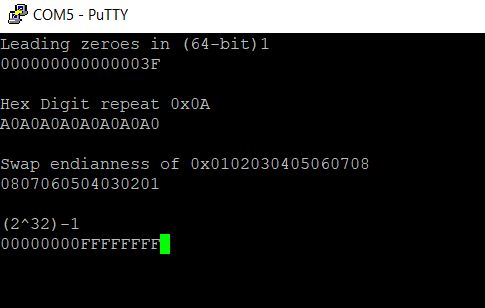 COM5 - PuTTY
Leading zeroes in (64-bit)1
000000000000003F
Hex Digit repeat 0x0A
A0A0A0A0A0A0A0A0
Swap endianness of 0x0102030405060708
0807060504030201
(2^32)-1
00000000FFFFFFFF